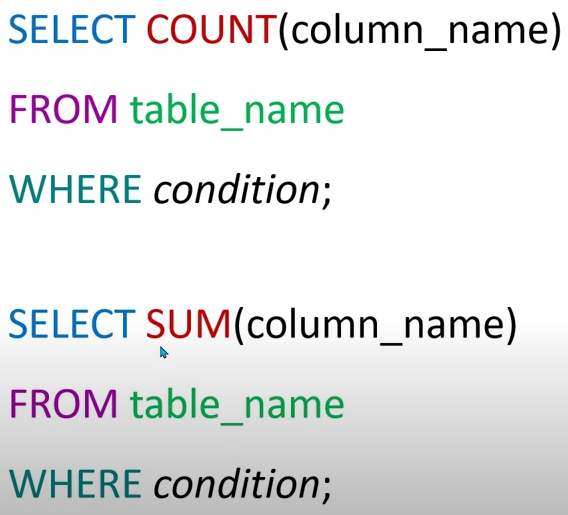 SELECT COUNT(column_name)
FROM table_name
WHERE condition;
SELECT SUM(column_name)
FROM table_name
WHERE condition;